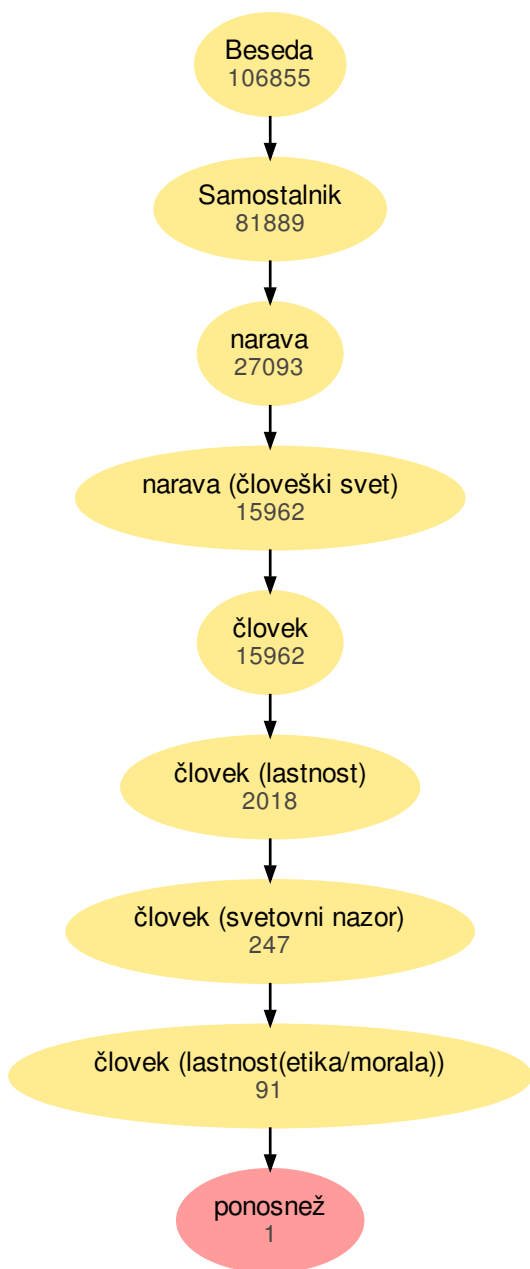 Beseda
106855
Samostalnik
81889
narava
27093
narava (človeški svet)
15962
človek
15962
človek (lastnost)
2018
človek (svetovni nazor)
247
človek (lastnost(etika/morala))
91
ponosnež
1